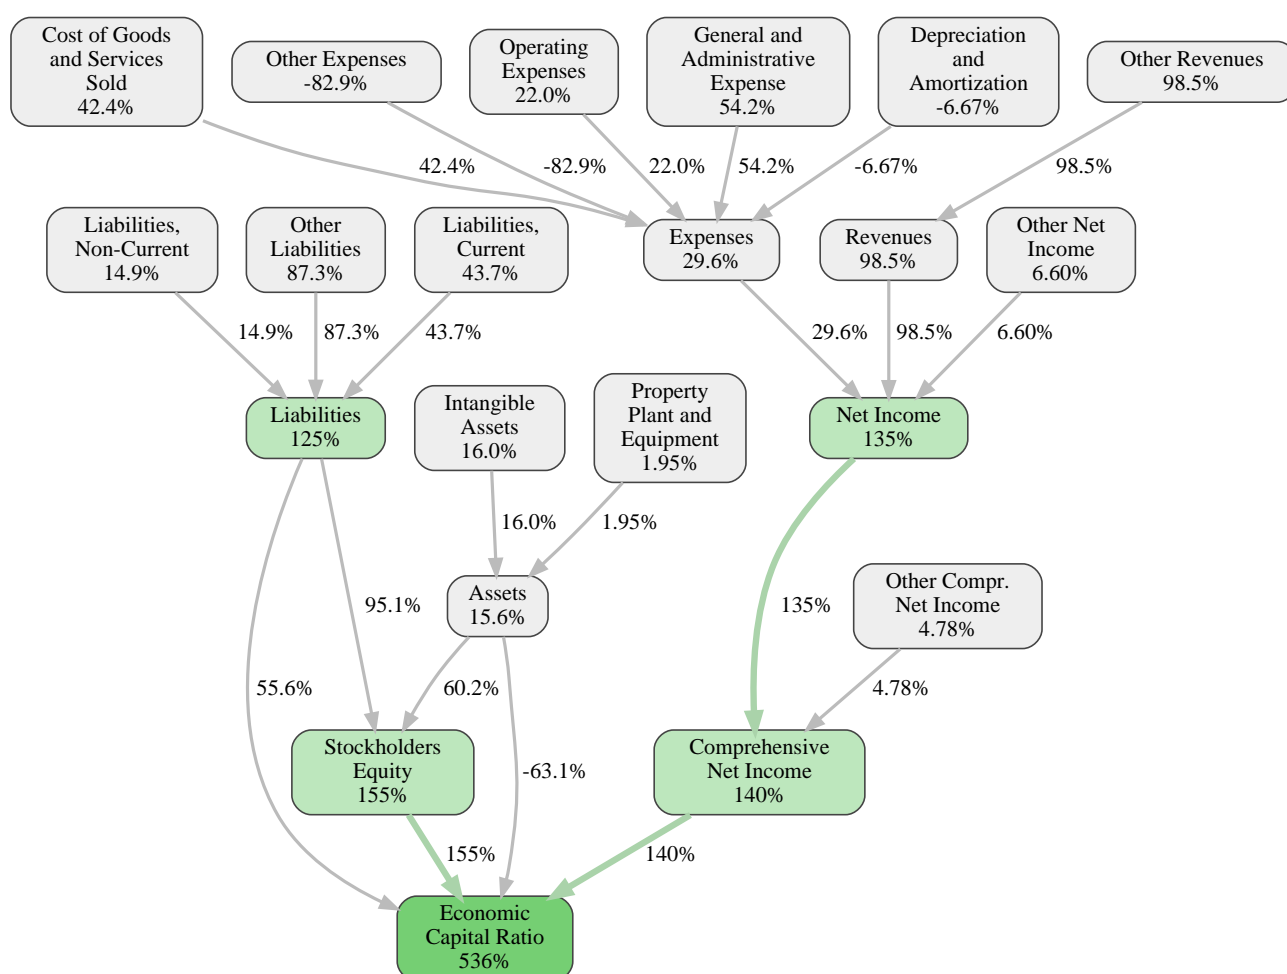 Cost of Goods
and Services
Sold
42.4%
Other Expenses
-82.9%
Operating
Expenses
22.0%
General and
Administrative
Expense
54.2%
Depreciation
and
Amortization
-6.67%
Other Revenues
98.5%
42.4%
-82.9%
22.0%
54.2%
-6.67%
98.5%
Liabilities,
Non-Current
14.9%
Other
Liabilities
87.3%
Liabilities,
Current
43.7%
Expenses
29.6%
Revenues
98.5%
Other Net
Income
6.60%
14.9%
87.3%
43.7%
29.6%
98.5%
6.60%
Liabilities
125%
Intangible
Assets
16.0%
Property
Plant and
Equipment
1.95%
Net Income
135%
16.0%
1.95%
Assets
15.6%
95.1%
135%
Other Compr.
Net Income
4.78%
55.6%
60.2%
4.78%
Stockholders
Equity
155%
-63.1%
Comprehensive
Net Income
140%
155%
140%
Economic
Capital Ratio
536%